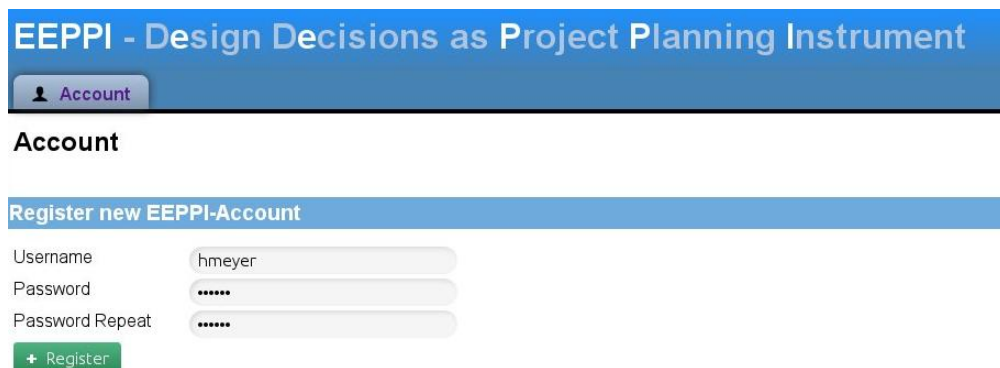 EEPPI - Design Decisions as Project Planning Instrument
Account
Account
Register new EEPPI-Account
Username hmeyer
Password ••••••
Password Repeat ••••••
+ Register